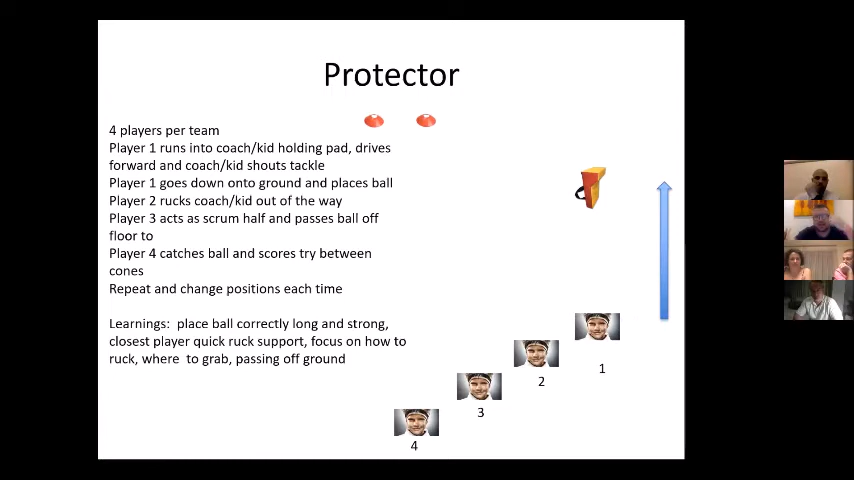 Protector
4 players per team
Player 1 runs into coach/kid holding pad, drives
forward and coach/kid shouts tackle
Player 1 goes down onto ground and places ball
Player 2 rucks coach/kid out of the way
Player 3 acts as scrum half and passes ball off
floor to
Player 4 catches ball and scores try between
cones
Repeat and change positions each time
Learnings:  place ball correctly long and strong,
closest player quick ruck support, focus on how to
ruck, where  to grab, passing off ground
1
2
3
4